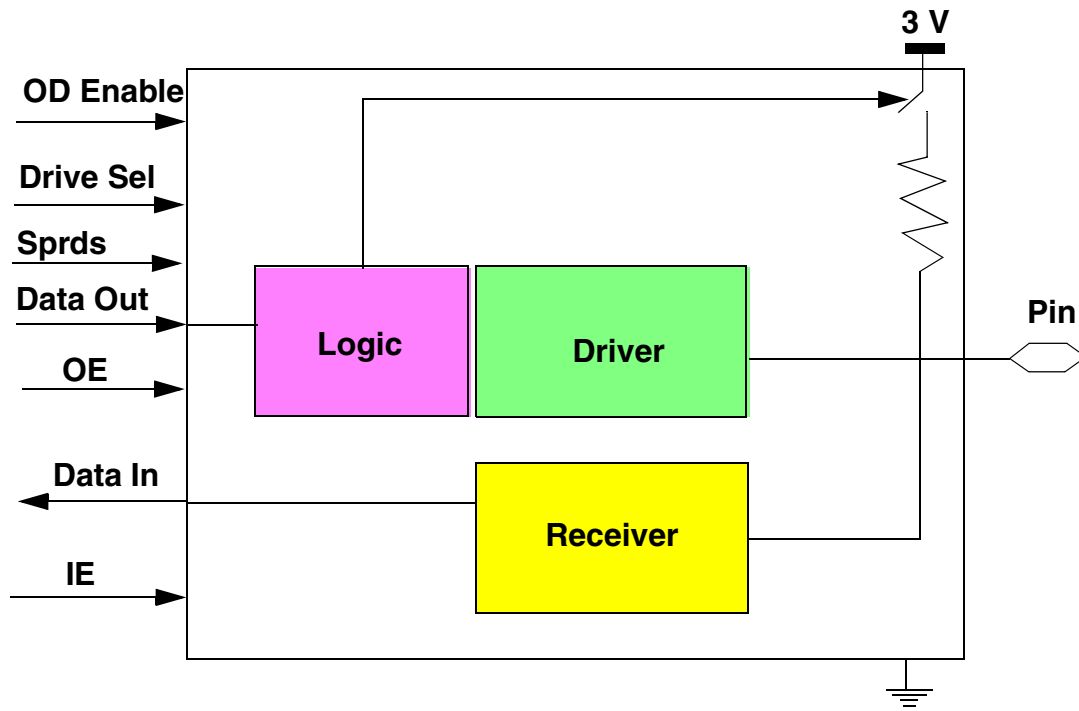 3 V
OD Enable
Drive Sel
Sprds
Data Out
Pin
Logic
Driver
OE
Data In
Receiver
IE